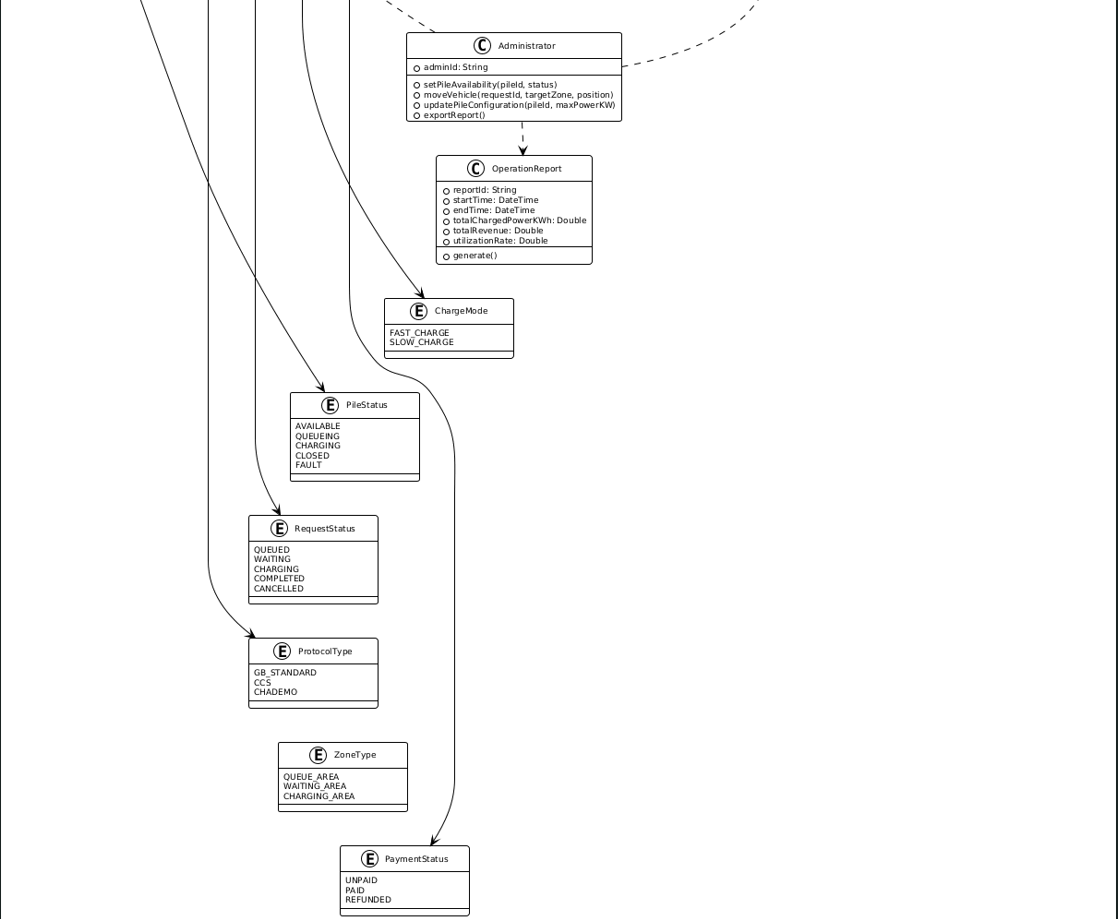 C Administrator
adminId: String
setPileAvailability(pileId, status)
moveVehicle(requestId, targetZone, position)
updatePileConfiguration(pileId, maxPowerKW)
exportReport()
C OperationReport
reportId: String
startTime: DateTime
endTime: DateTime
totalChargedPowerKWh: Double
totalRevenue: Double
utilizationRate: Double
generate()
E ChargeMode
FAST_CHARGE
SLOW_CHARGE
E PileStatus
AVAILABLE
QUEUEING
CHARGING
CLOSED
FAULT
E RequestStatus
QUEUED
WAITING
CHARGING
COMPLETED
CANCELLED
E ProtocolType
GB_STANDARD
CCS
CHADEMO
E ZoneType
QUEUE_AREA
WAITING_AREA
CHARGING_AREA
E PaymentStatus
UNPAID
PAID
REFUNDED